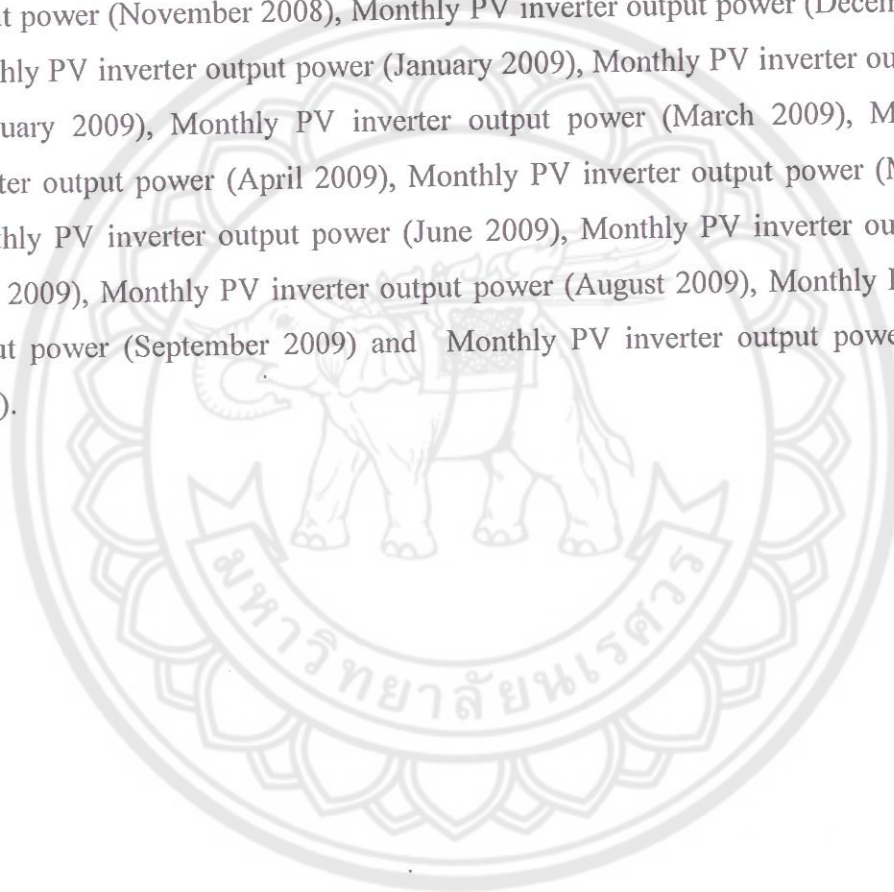 ut power (November 2008), Monthly PV inverter output power (Decem
thly PV inverter output power (January 2009), Monthly PV inverter ou
uary 2009), Monthly PV inverter output power (March 2009), M
ter output power (April 2009), Monthly PV inverter output power (M
thly PV inverter output power (June 2009), Monthly PV inverter ou
2009), Monthly PV inverter output power (August 2009), Monthly P
ut power (September 2009) and Monthly PV inverter output powe
).
มหาวิทยาลัยนเรศวร